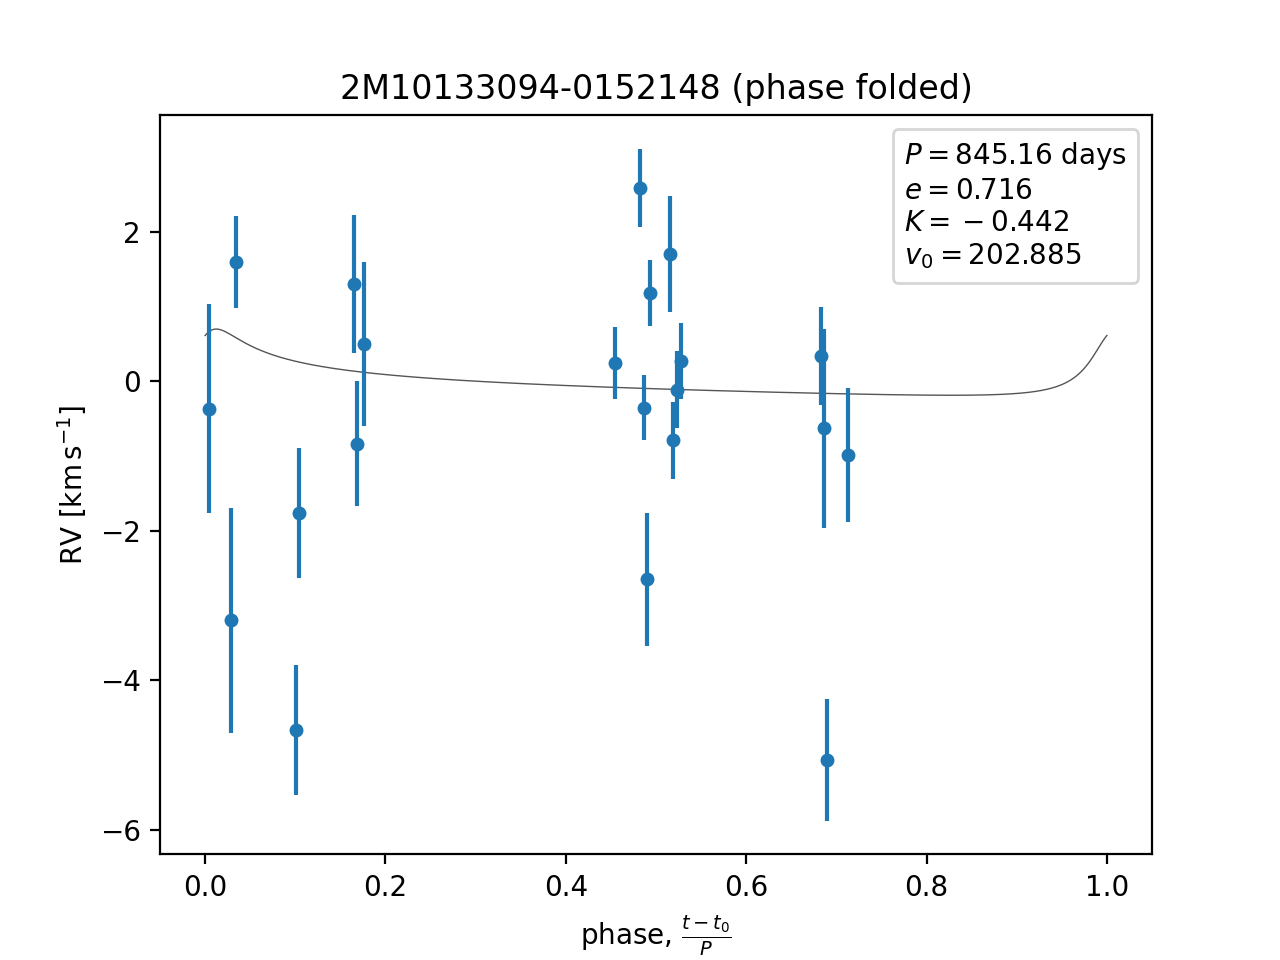 2M10133094-0152148 (phase folded)
P = 845.16 days
e = 0.716
K = −0.442
v₀ = 202.885
RV [km s⁻¹]
2
0
−2
−4
−6
0.0 0.2 0.4 0.6 0.8 1.0
phase, (t − t₀)/P